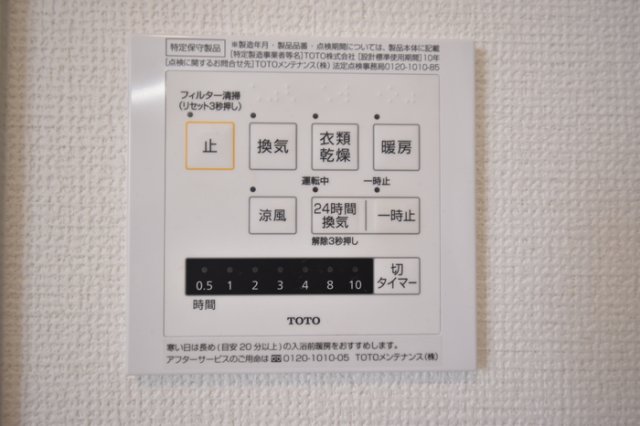 特定保守製品 ※製造年月・製品品番・点検期間については、製品本体に記載
[特定製造事業者等名]TOTO株式会社 [設計標準使用期間]10年
[点検に関するお問合せ先]TOTOメンテナンス(株) 法定点検事務局0120-1010-85
フィルター清掃
(リセット3秒押し)
止 換気 衣類 暖房
乾燥
運転中 一時止
涼風 24時間 一時止
換気
解除3秒押し
切
タイマー
0.5 1 2 3 4 8 10
時間
TOTO
寒い日は長め(目安20分以上)の入浴前暖房をおすすめします。
アフターサービスのご用命は 0120-1010-05 TOTOメンテナンス(株)